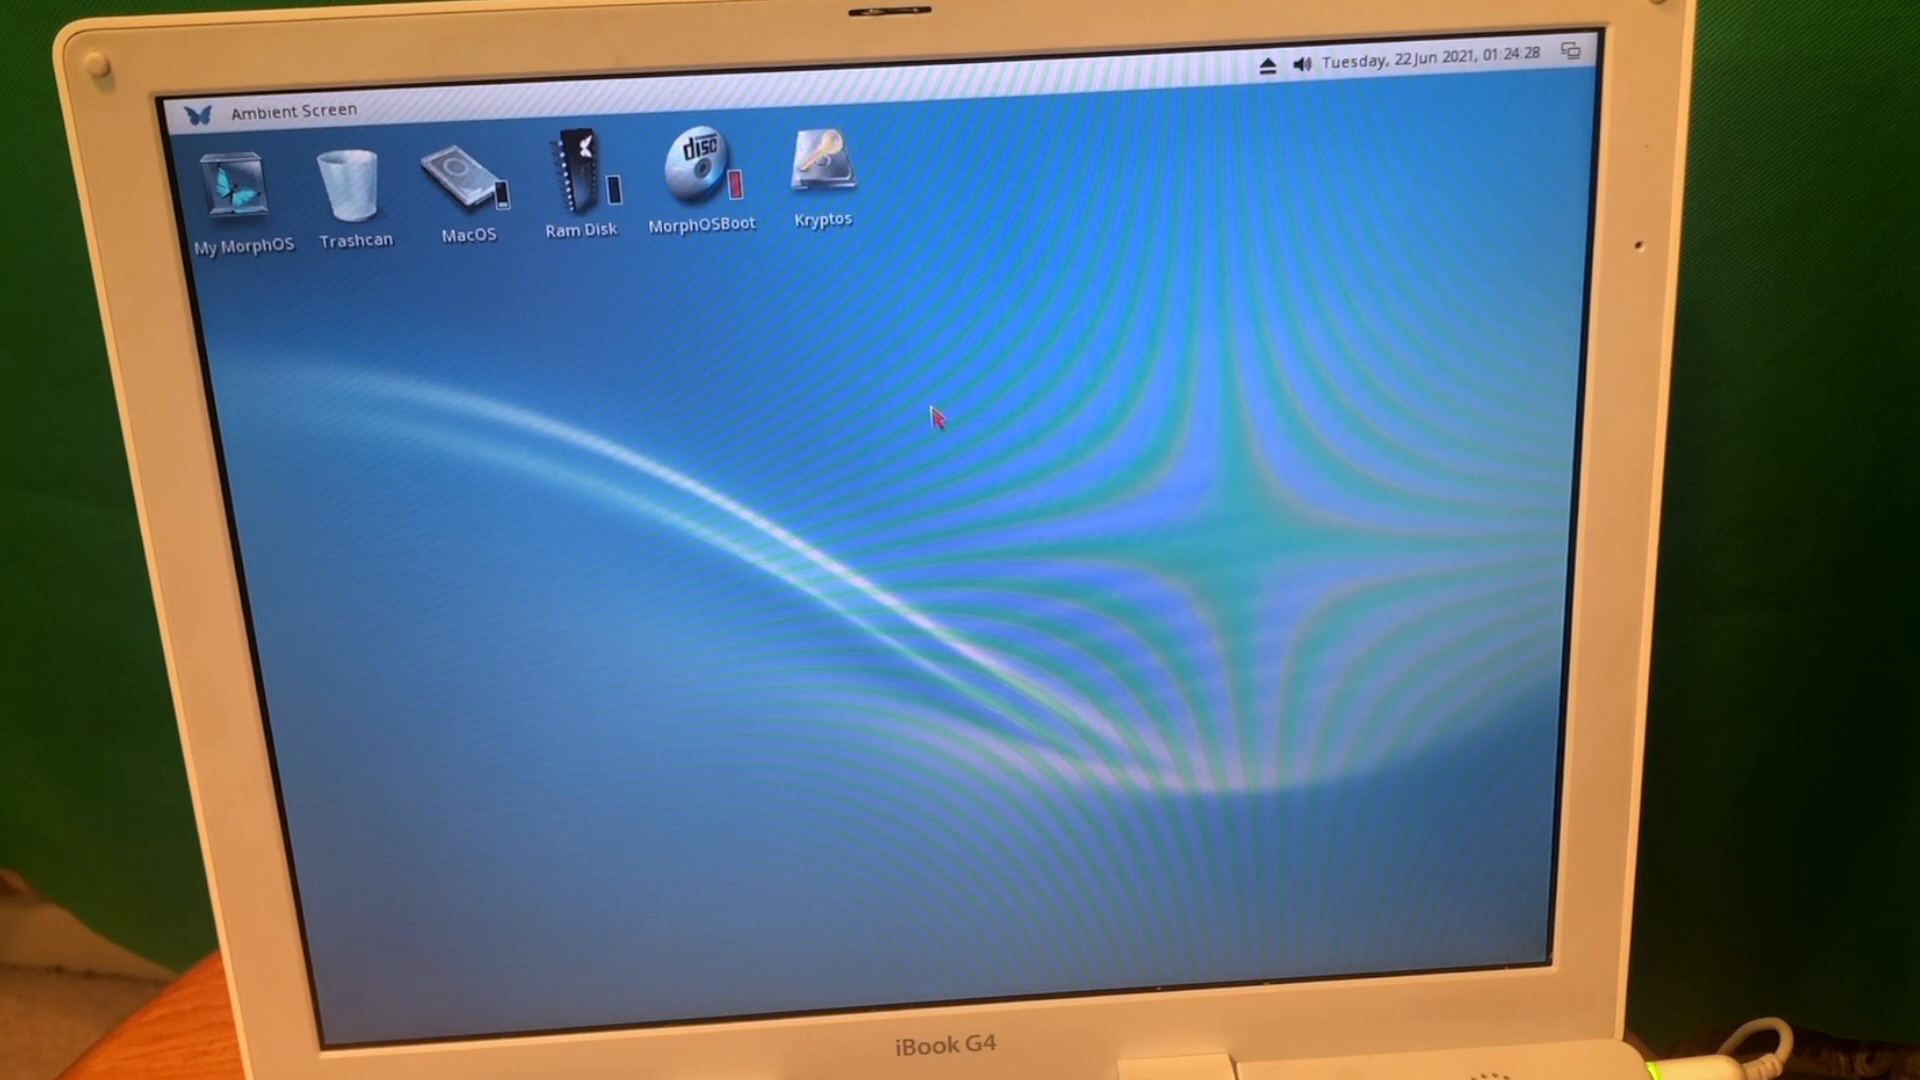 Ambient Screen
Tuesday, 22 Jun 2021, 01:24:28
disc
My MorphOS
Trashcan
MacOS
Ram Disk
MorphOSBoot
Kryptos
iBook G4